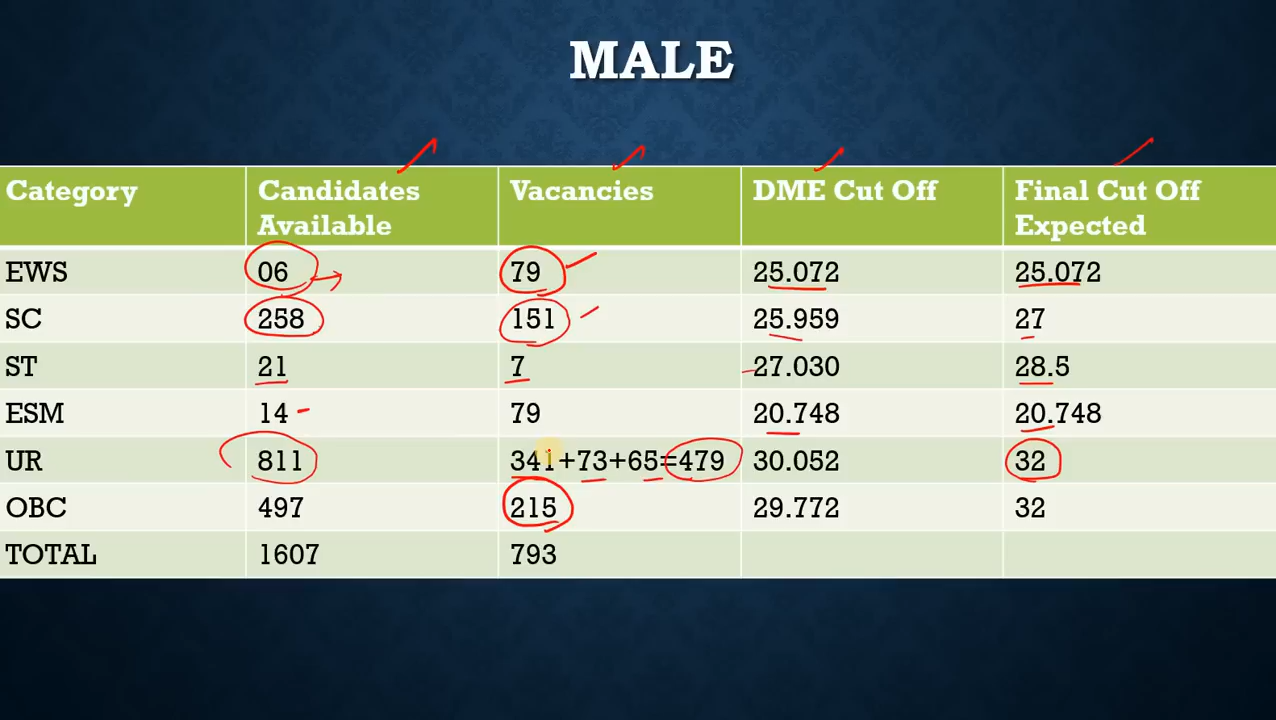 MALE
Category Candidates Available Vacancies DME Cut Off Final Cut Off Expected
EWS 06 79 25.072 25.072
SC 258 151 25.959 27
ST 21 7 27.030 28.5
ESM 14 79 20.748 20.748
UR 811 341+73+65=479 30.052 32
OBC 497 215 29.772 32
TOTAL 1607 793